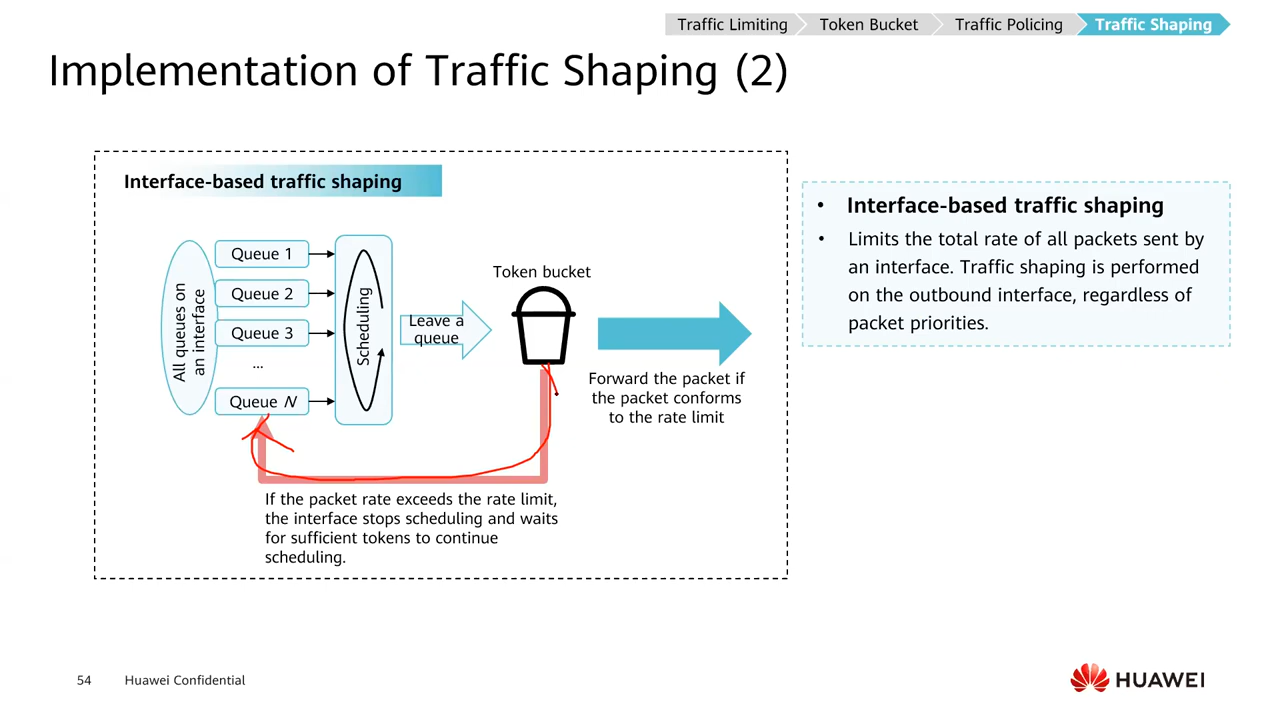 Traffic Limiting
Token Bucket
Traffic Policing
Traffic Shaping
Implementation of Traffic Shaping (2)
Interface-based traffic shaping
All queues on
an interface
Queue 1
Queue 2
Queue 3
...
Queue N
Scheduling
Leave a
queue
Token bucket
Forward the packet if
the packet conforms
to the rate limit
If the packet rate exceeds the rate limit,
the interface stops scheduling and waits
for sufficient tokens to continue
scheduling.
• Interface-based traffic shaping
• Limits the total rate of all packets sent by
an interface. Traffic shaping is performed
on the outbound interface, regardless of
packet priorities.
54
Huawei Confidential
HUAWEI